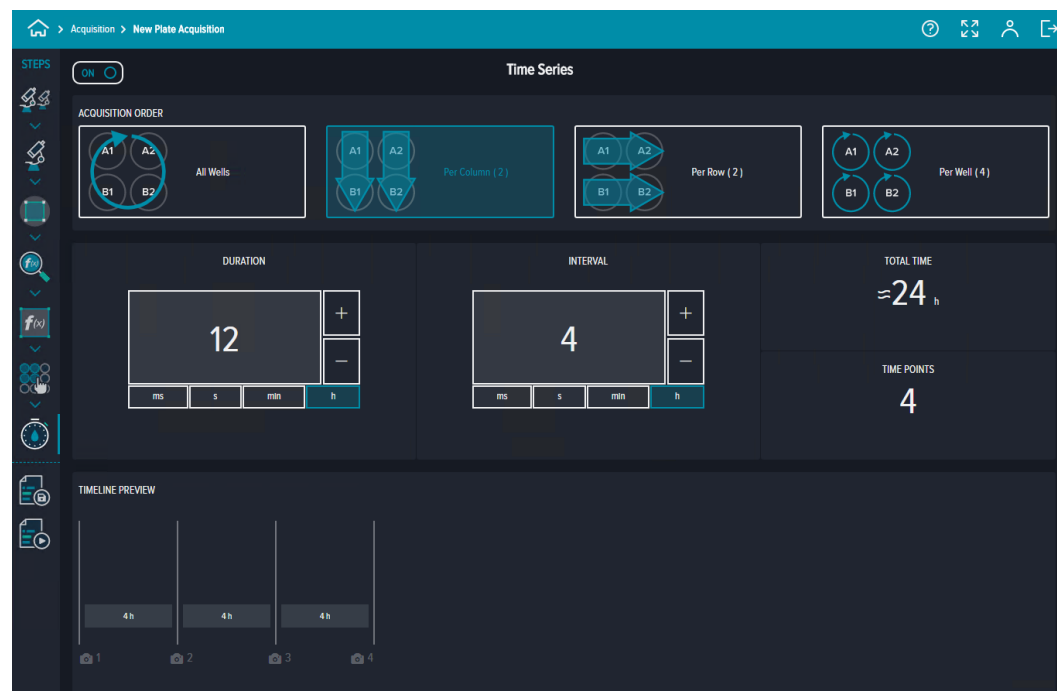 > Acquisition > New Plate Acquisition
STEPS
ON
Time Series
ACQUISITION ORDER
A1 A2
B1 B2
All Wells
A1 A2
B1 B2
Per Column ( 2 )
A1 A2
B1 B2
Per Row ( 2 )
A1 A2
B1 B2
Per Well ( 4 )
f(x)
f(x)
DURATION
12
+
−
ms s min h
INTERVAL
4
+
−
ms s min h
TOTAL TIME
≈24 h
TIME POINTS
4
TIMELINE PREVIEW
4 h 4 h 4 h
1 2 3 4